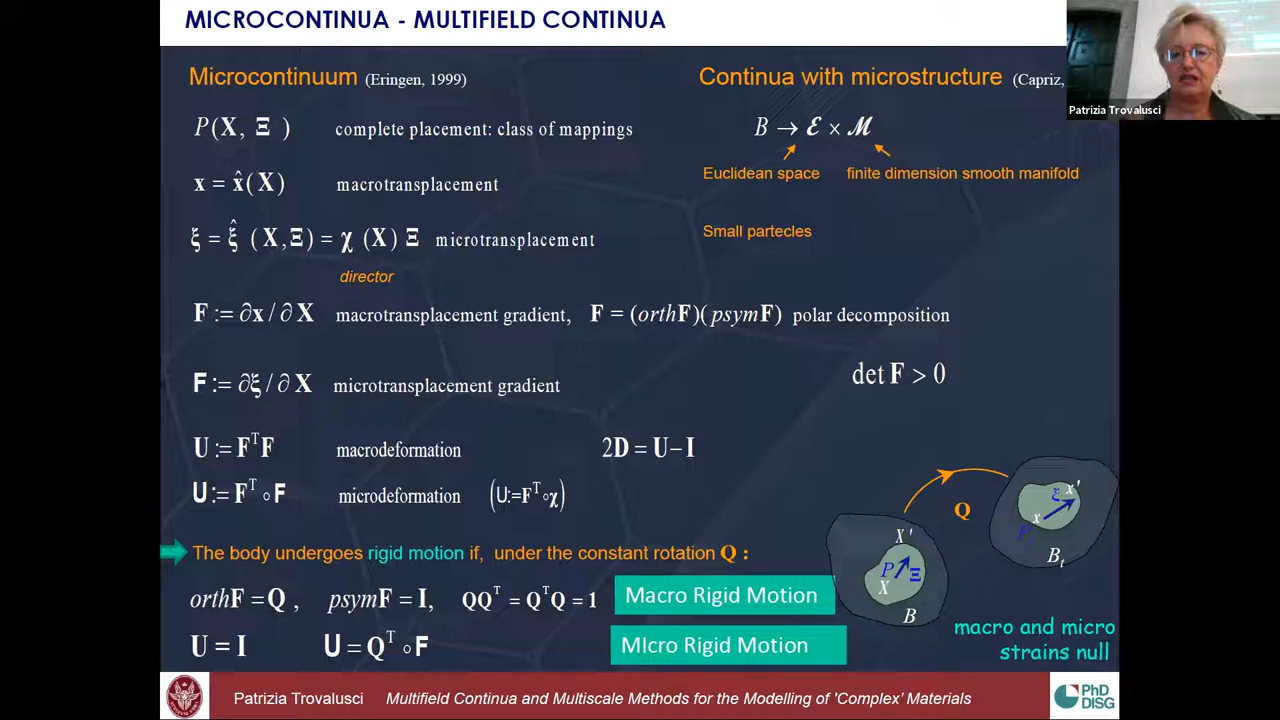 MICROCONTINUA - MULTIFIELD CONTINUA
Patrizia Trovalusci
Microcontinuum (Eringen, 1999)
Continua with microstructure (Capriz,
P(X, Ξ ) complete placement: class of mappings
B → ℰ × ℳ
Euclidean space finite dimension smooth manifold
x = x̂(X) macrotransplacement
Small partecles
ξ = ξ̂ (X,Ξ) = χ (X) Ξ microtransplacement
director
F := ∂x/∂X macrotransplacement gradient, F = (orthF)(psymF) polar decomposition
det F > 0
F := ∂ξ/∂X microtransplacement gradient
U := FᵀF macrodeformation 2D = U – I
U := Fᵀ∘F microdeformation (U:=Fᵀ∘χ)
The body undergoes rigid motion if, under the constant rotation Q :
orthF = Q , psymF = I, QQᵀ = QᵀQ = 1 Macro Rigid Motion
U = I U = Qᵀ∘F MIcro Rigid Motion
Q
X'
P Ξ
X
B
ξ x'
x
P
Bₜ
macro and micro
strains null
Patrizia Trovalusci Multifield Continua and Multiscale Methods for the Modelling of 'Complex' Materials
PhD
DISG